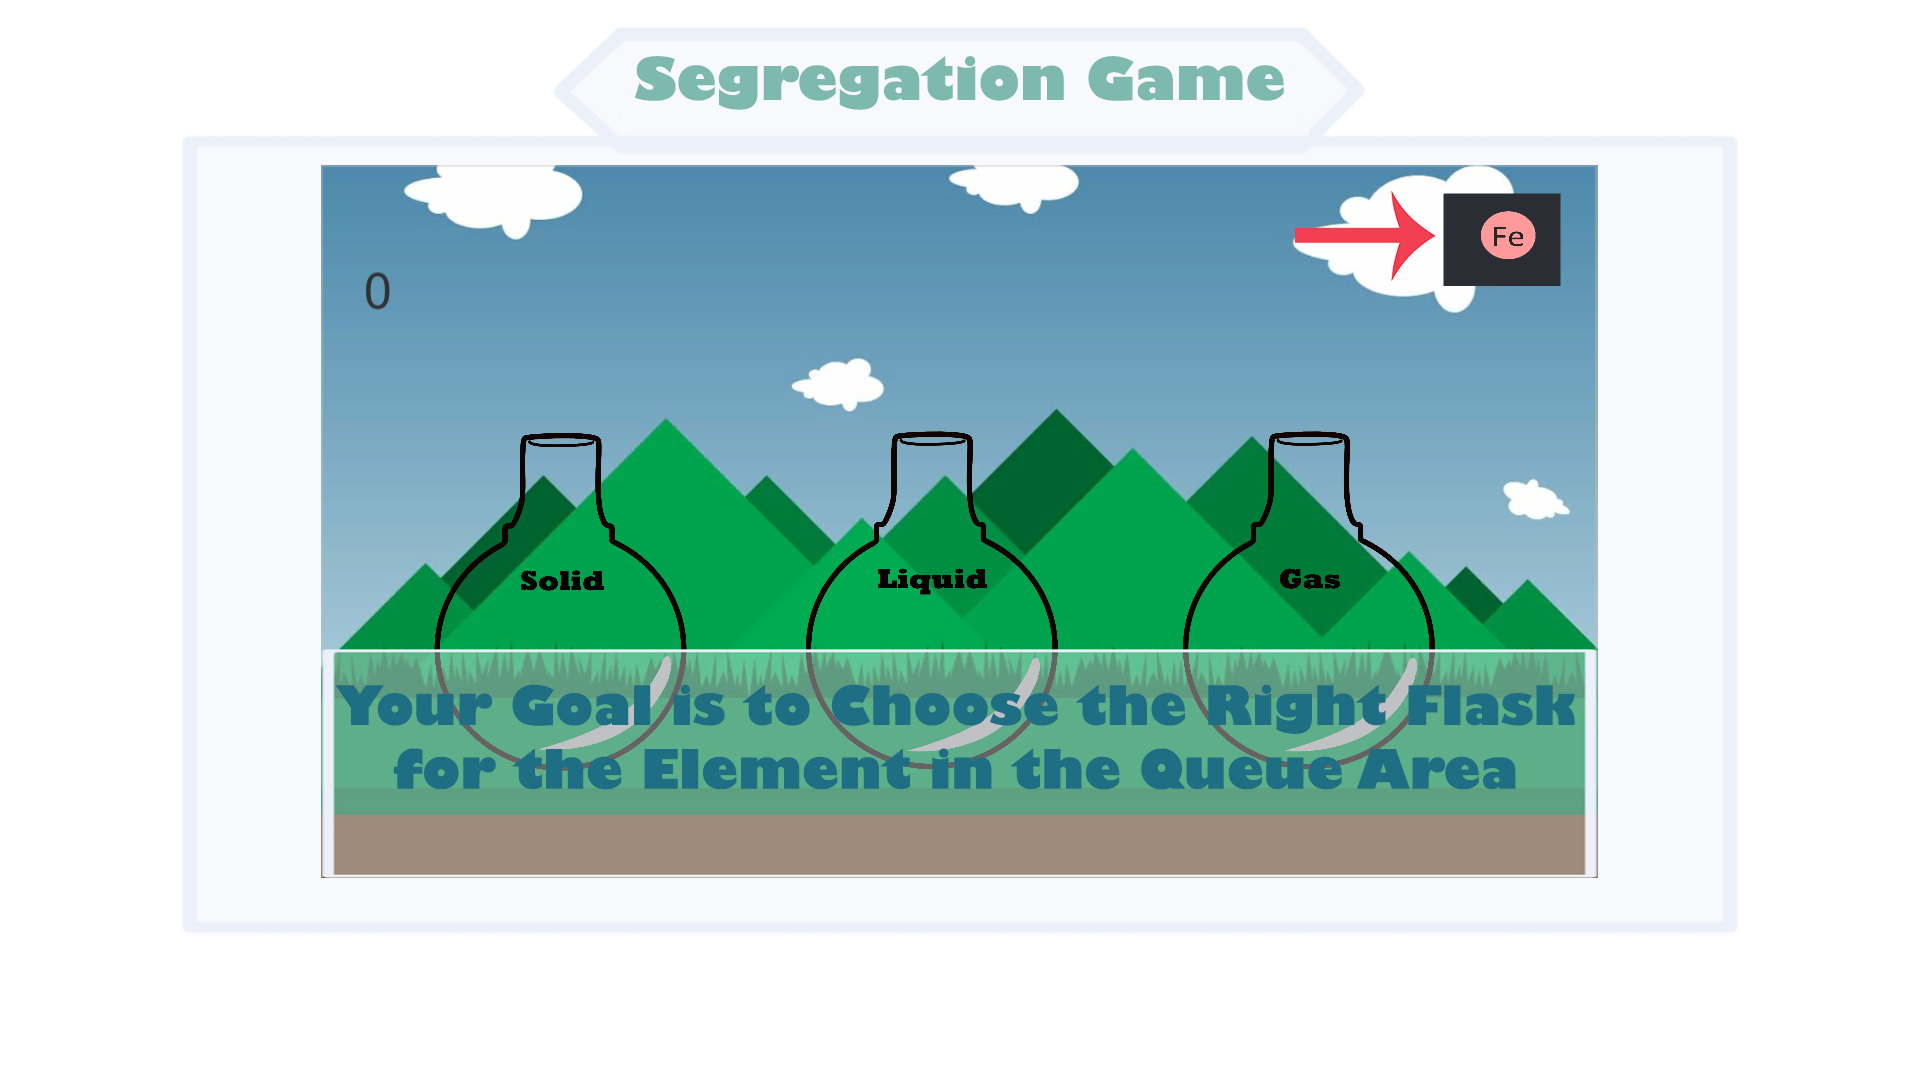 Segregation Game
Fe
0
Solid
Liquid
Gas
Your Goal is to Choose the Right Flask
for the Element in the Queue Area